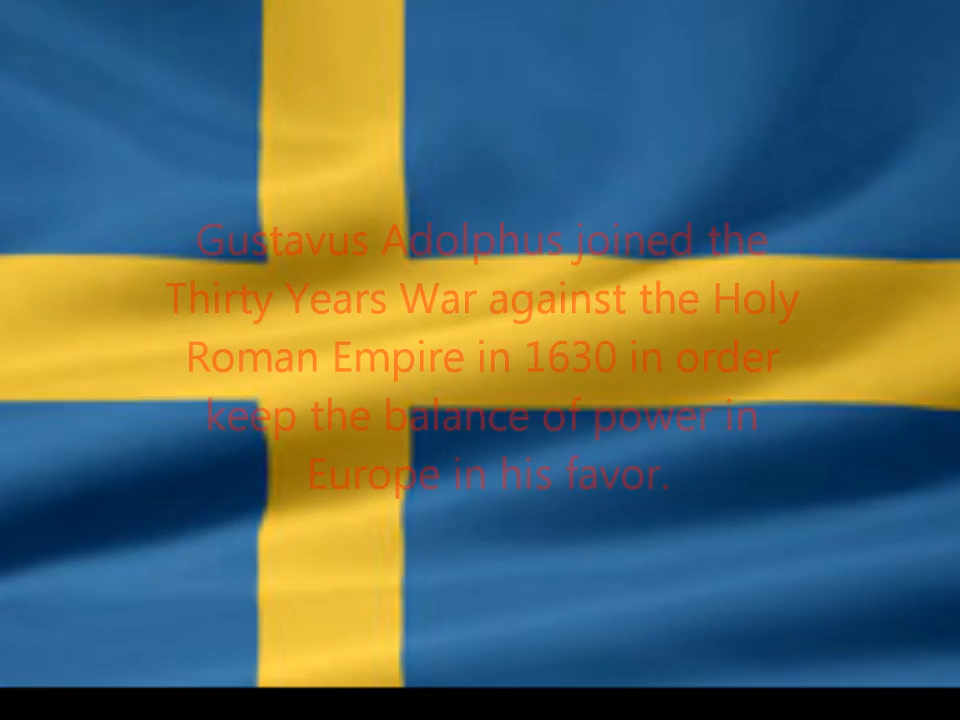 Gustavus Adolphus joined the
Thirty Years War against the Holy
Roman Empire in 1630 in order
keep the balance of power in
Europe in his favor.